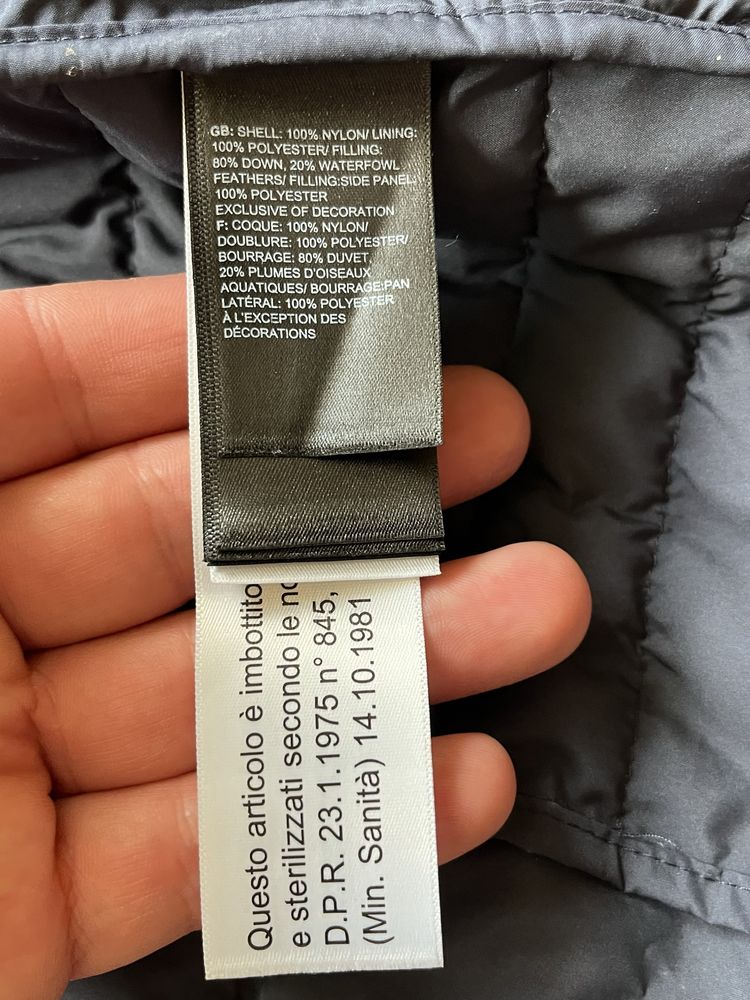 GB: SHELL: 100% NYLON/ LINING:
100% POLYESTER/ FILLING:
80% DOWN, 20% WATERFOWL
FEATHERS/ FILLING:SIDE PANEL:
100% POLYESTER
EXCLUSIVE OF DECORATION
F: COQUE: 100% NYLON/
DOUBLURE: 100% POLYESTER/
BOURRAGE: 80% DUVET,
20% PLUMES D'OISEAUX
AQUATIQUES/ BOURRAGE:PAN
LATÉRAL: 100% POLYESTER
À L'EXCEPTION DES
DÉCORATIONS
Questo articolo è imbottito
e sterilizzati secondo le
D.P.R. 23.1.1975 n° 845,
(Min. Sanità) 14.10.1981